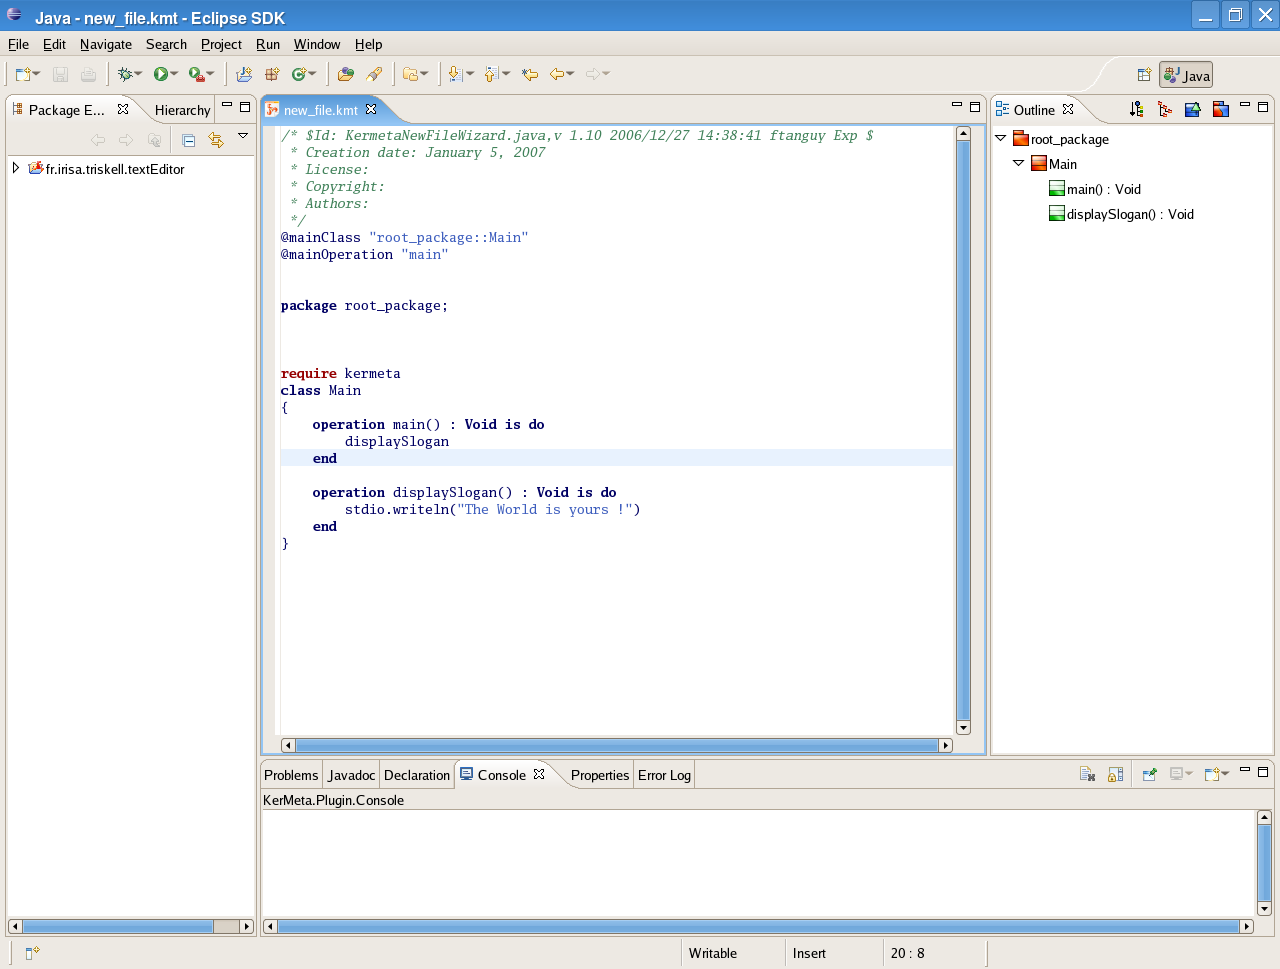 Java - new_file.kmt - Eclipse SDK
File Edit Navigate Search Project Run Window Help
Java
Package E... Hierarchy
fr.irisa.triskell.textEditor
new_file.kmt
/* $Id: KermetaNewFileWizard.java,v 1.10 2006/12/27 14:38:41 ftanguy Exp $
* Creation date: January 5, 2007
* License:
* Copyright:
* Authors:
*/
@mainClass "root_package::Main"
@mainOperation "main"
package root_package;
require kermeta
class Main
{
operation main() : Void is do
displaySlogan
end
operation displaySlogan() : Void is do
stdio.writeln("The World is yours !")
end
}
Outline
root_package
Main
main() : Void
displaySlogan() : Void
Problems Javadoc Declaration Console Properties Error Log
KerMeta.Plugin.Console
Writable Insert 20 : 8